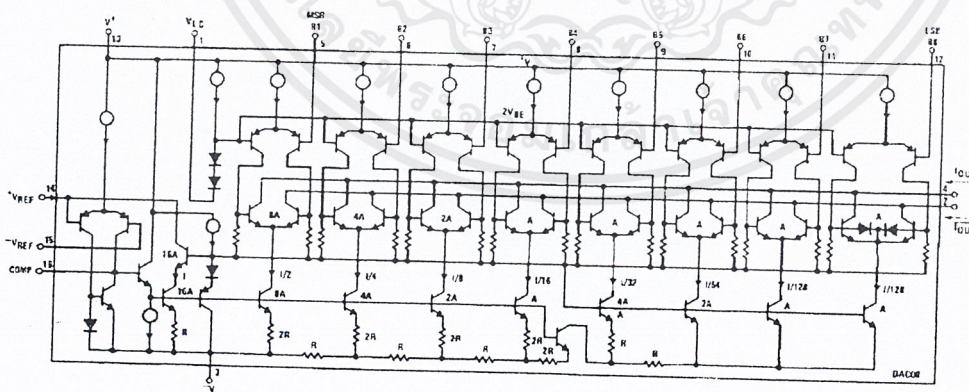 V+ 13
VLC 1
MSB B1 5
B2 6
B3 7
B4 8
B5 9
B6 10
B7 11
LSB B8 12
2VBE
IOU
4
2
IOU
+VREF 14
-VREF 15
COMP 16
8A 4A 2A A A A A A
16A
I
16A
I/2 I/4 I/8 I/16 I/32 I/64 I/128 I/128
8A 4A 2A A 4A 2A A A
A
R 2R 2R 2R 2R R
R R R 2R R
3
V-
DAC08